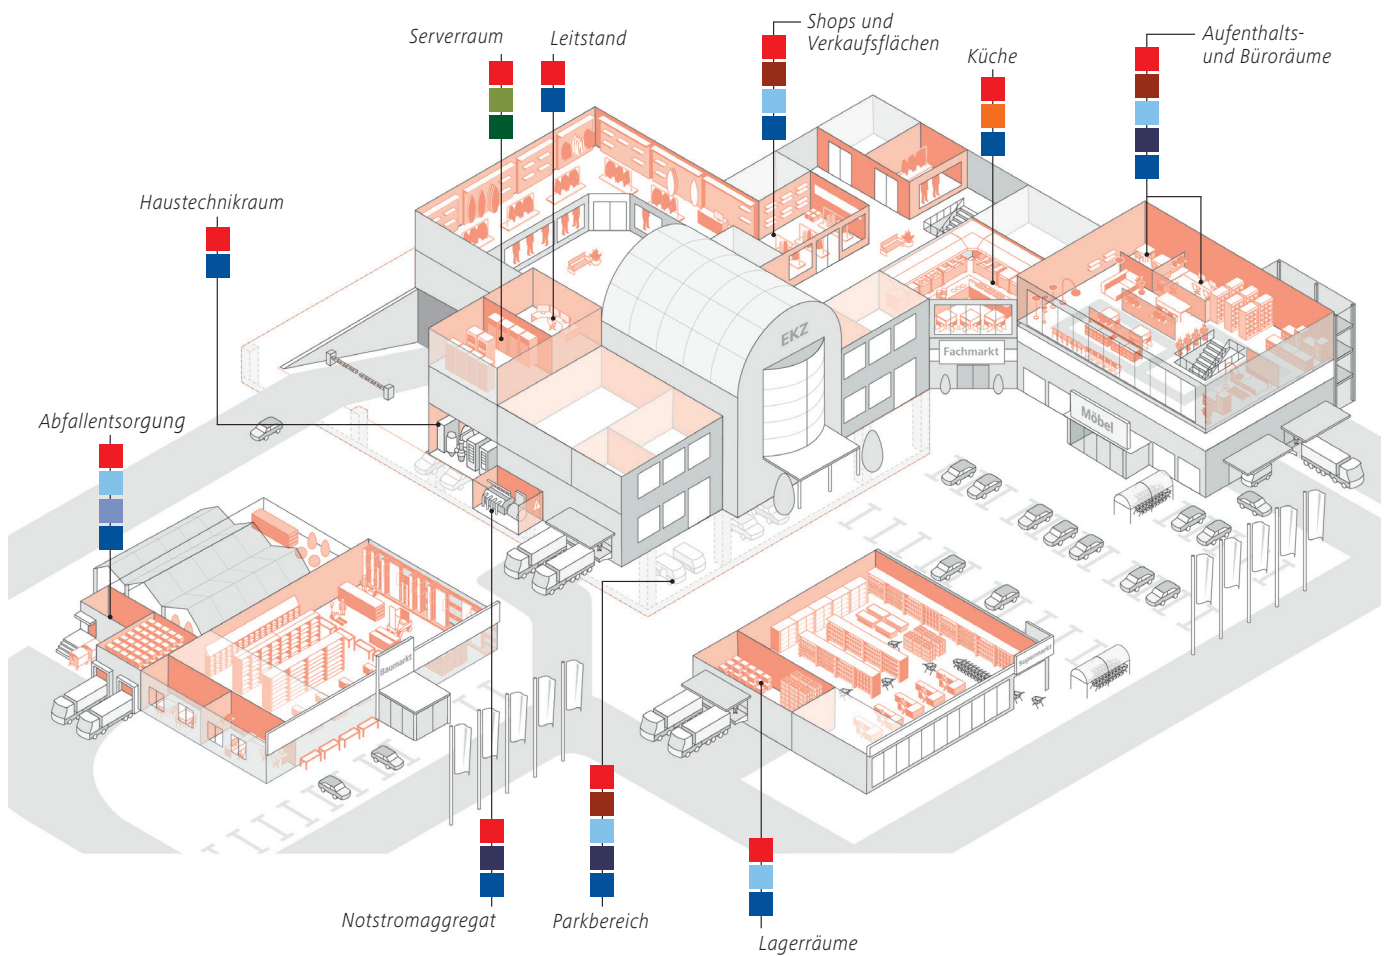 Shops und
Verkaufsflächen
Serverraum
Leitstand
Küche
Aufenthalts-
und Büroräume
Haustechnikraum
EKZ
Fachmarkt
Möbel
Abfallentsorgung
Baumarkt
Supermarkt
Notstromaggregat
Parkbereich
Lagerräume